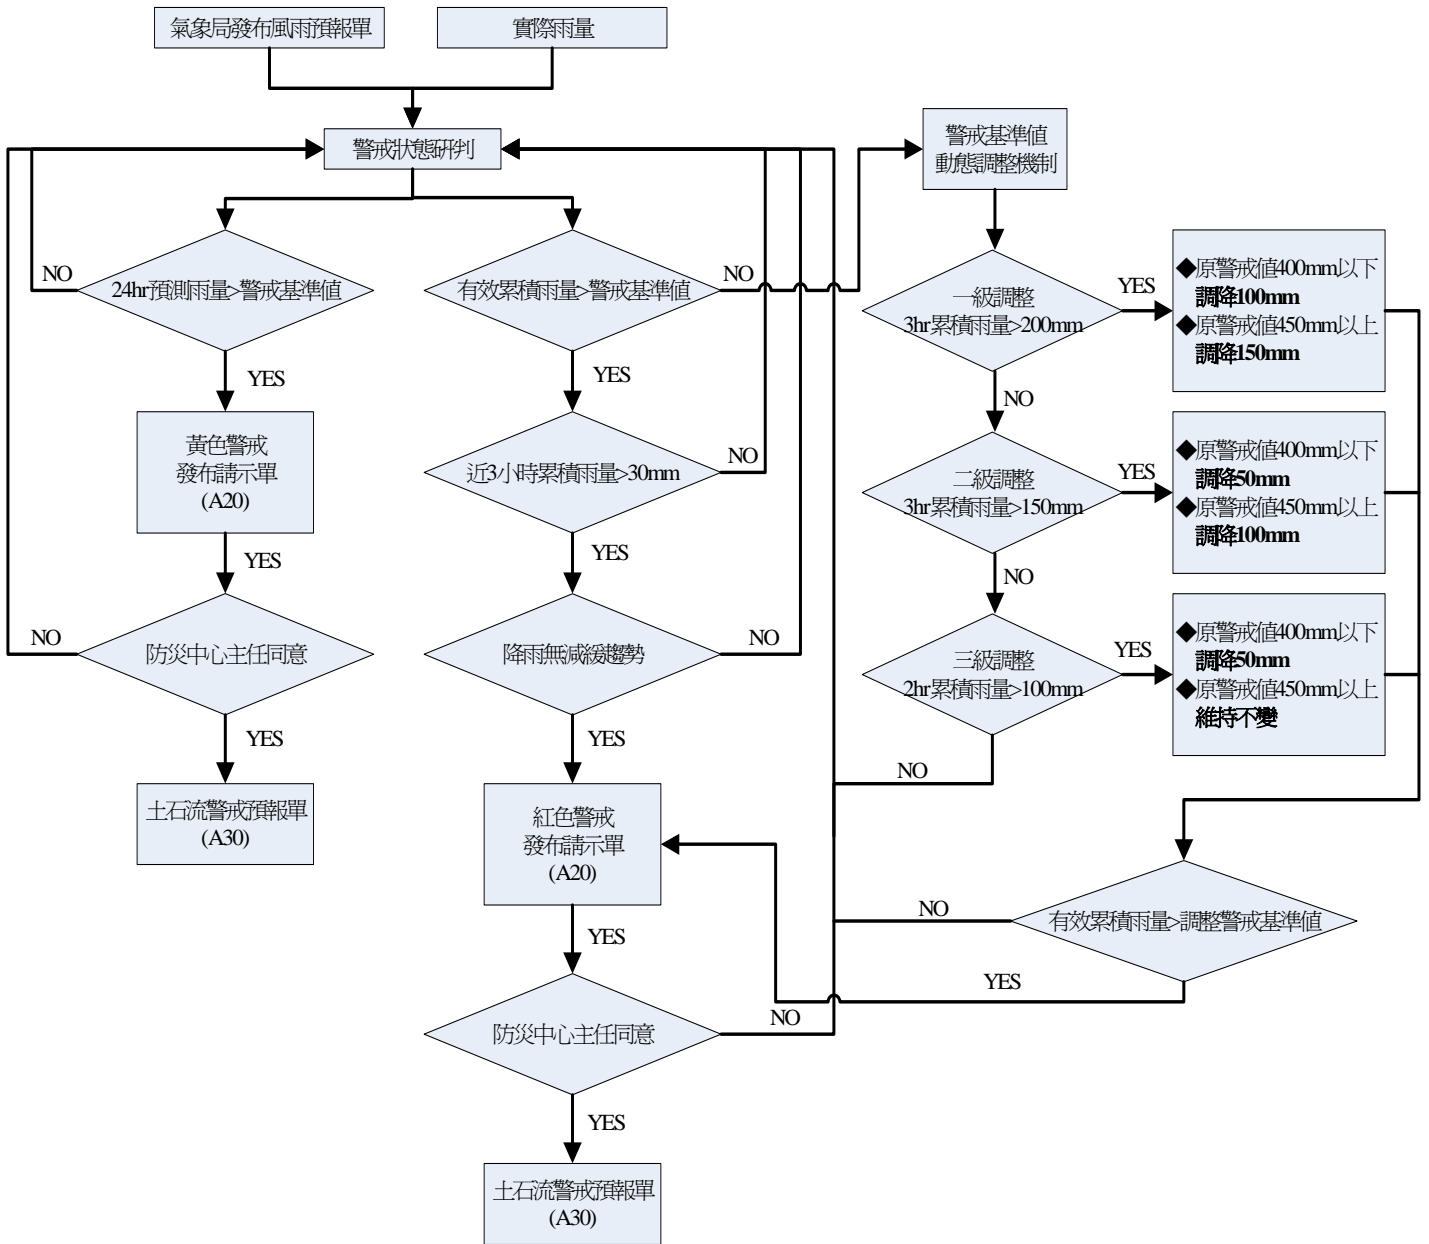 氣象局發布風雨預報單
實際雨量
警戒狀態研判
警戒基準值
動態調整機制
NO
24hr預測雨量>警戒基準值
有效累積雨量>警戒基準值
NO
一級調整
3hr累積雨量>200mm
YES
◆原警戒值400mm以下
調降100mm
◆原警戒值450mm以上
調降150mm
YES
YES
NO
黃色警戒
發布請示單
(A20)
近3小時累積雨量>30mm
NO
二級調整
3hr累積雨量>150mm
YES
◆原警戒值400mm以下
調降50mm
◆原警戒值450mm以上
調降100mm
YES
YES
NO
NO
防災中心主任同意
降雨無減緩趨勢
NO
三級調整
2hr累積雨量>100mm
YES
◆原警戒值400mm以下
調降50mm
◆原警戒值450mm以上
維持不變
YES
YES
NO
土石流警戒預報單
(A30)
紅色警戒
發布請示單
(A20)
NO
有效累積雨量>調整警戒基準值
YES
YES
防災中心主任同意
NO
YES
土石流警戒預報單
(A30)